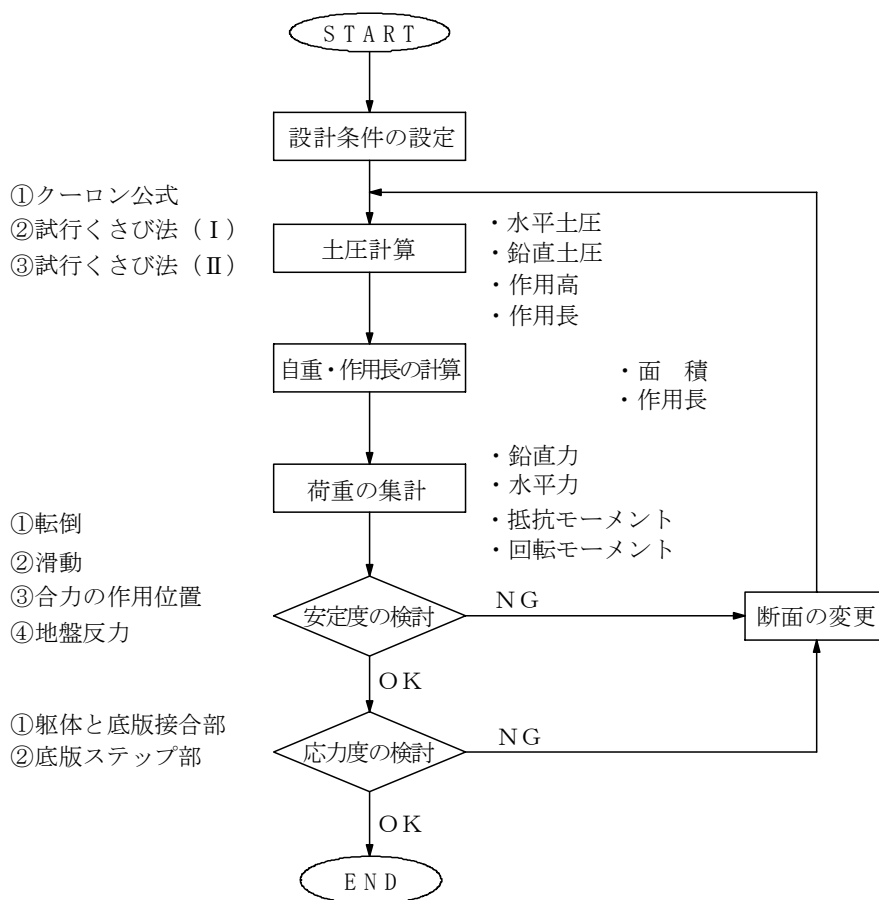 START
設計条件の設定
①クーロン公式
②試行くさび法（Ⅰ）
③試行くさび法（Ⅱ）
土圧計算
・水平土圧
・鉛直土圧
・作用高
・作用長
自重・作用長の計算
・面　積
・作用長
荷重の集計
・鉛直力
・水平力
・抵抗モーメント
・回転モーメント
①転倒
②滑動
③合力の作用位置
④地盤反力
安定度の検討
NG
断面の変更
OK
①躯体と底版接合部
②底版ステップ部
応力度の検討
NG
OK
END